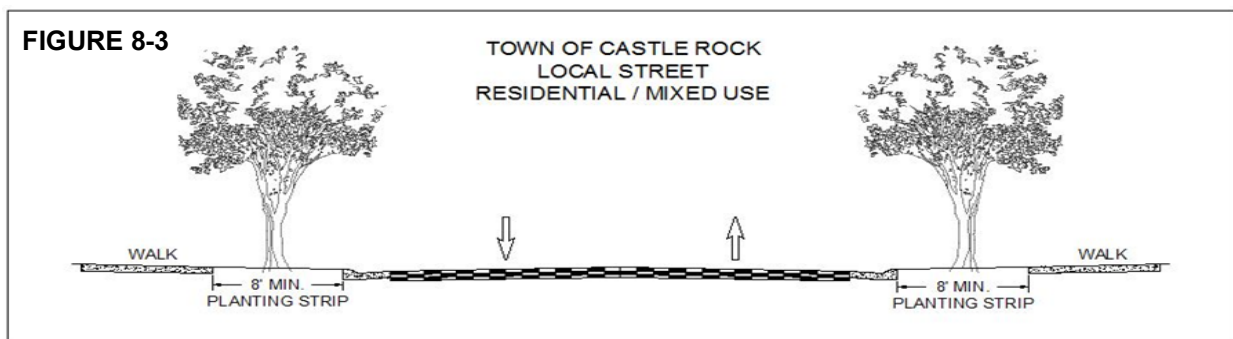 FIGURE 8-3
TOWN OF CASTLE ROCK
LOCAL STREET
RESIDENTIAL / MIXED USE
WALK
WALK
8' MIN.
PLANTING STRIP
8' MIN.
PLANTING STRIP